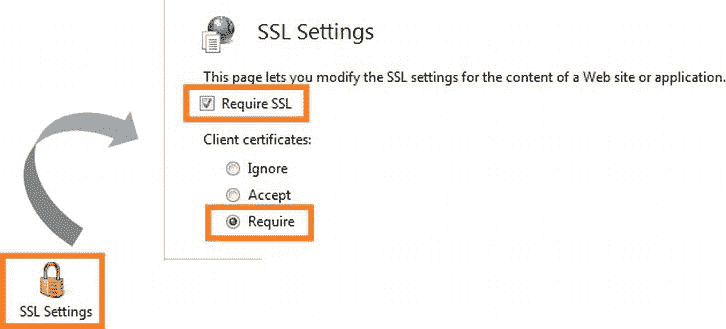 SSL Settings
This page lets you modify the SSL settings for the content of a Web site or application.
Require SSL
Client certificates:
Ignore
Accept
Require
SSL Settings